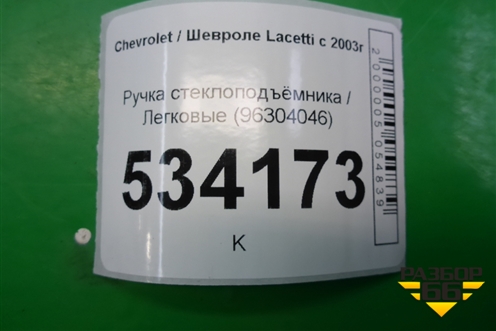 Chevrolet / Шевроле Lacetti с 2003г
Ручка стеклоподъёмника /
Легковые (96304046)
534173
К
2000005054839
РАЗБОР
66